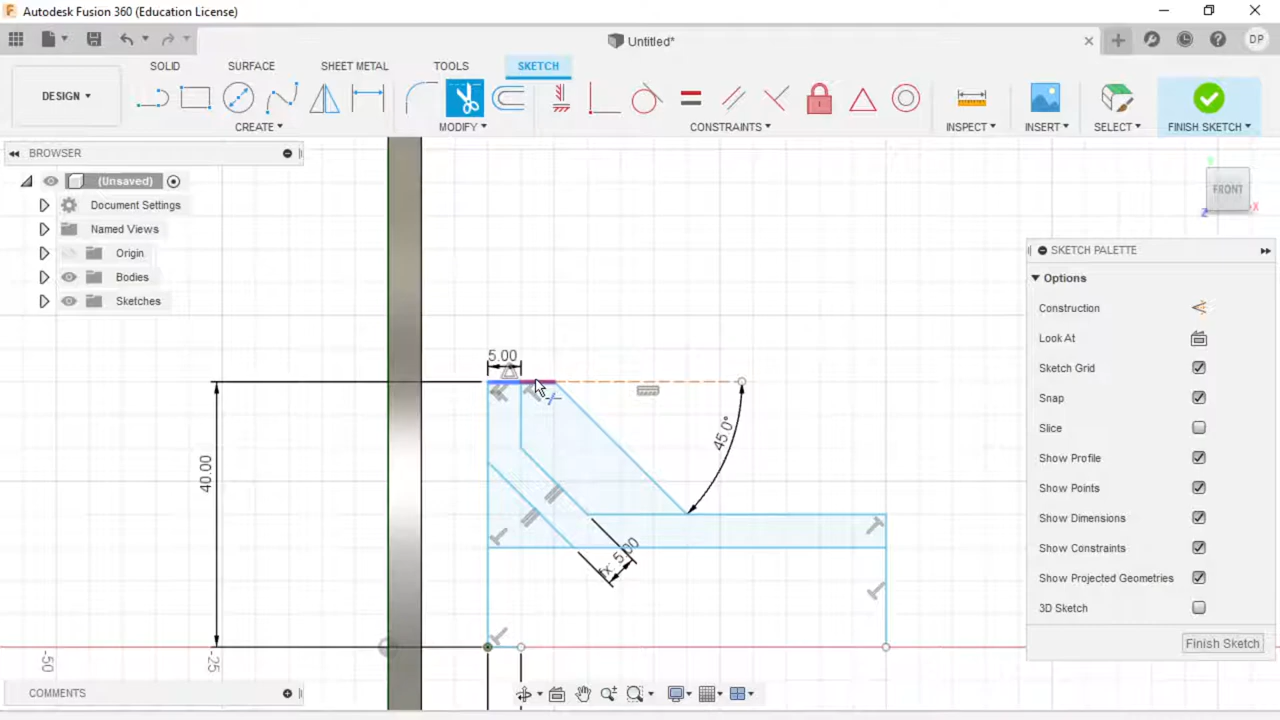 Autodesk Fusion 360 (Education License)
Untitled*
DP
SOLID SURFACE SHEET METAL TOOLS SKETCH
DESIGN
CREATE MODIFY CONSTRAINTS INSPECT INSERT SELECT FINISH SKETCH
BROWSER
(Unsaved)
Document Settings
Named Views
Origin
Bodies
Sketches
FRONT
Y
Z
X
SKETCH PALETTE
Options
Construction
Look At
Sketch Grid
Snap
Slice
Show Profile
Show Points
Show Dimensions
Show Constraints
Show Projected Geometries
3D Sketch
Finish Sketch
5.00
45.0°
40.00
fx: 5.00
-50
-25
COMMENTS